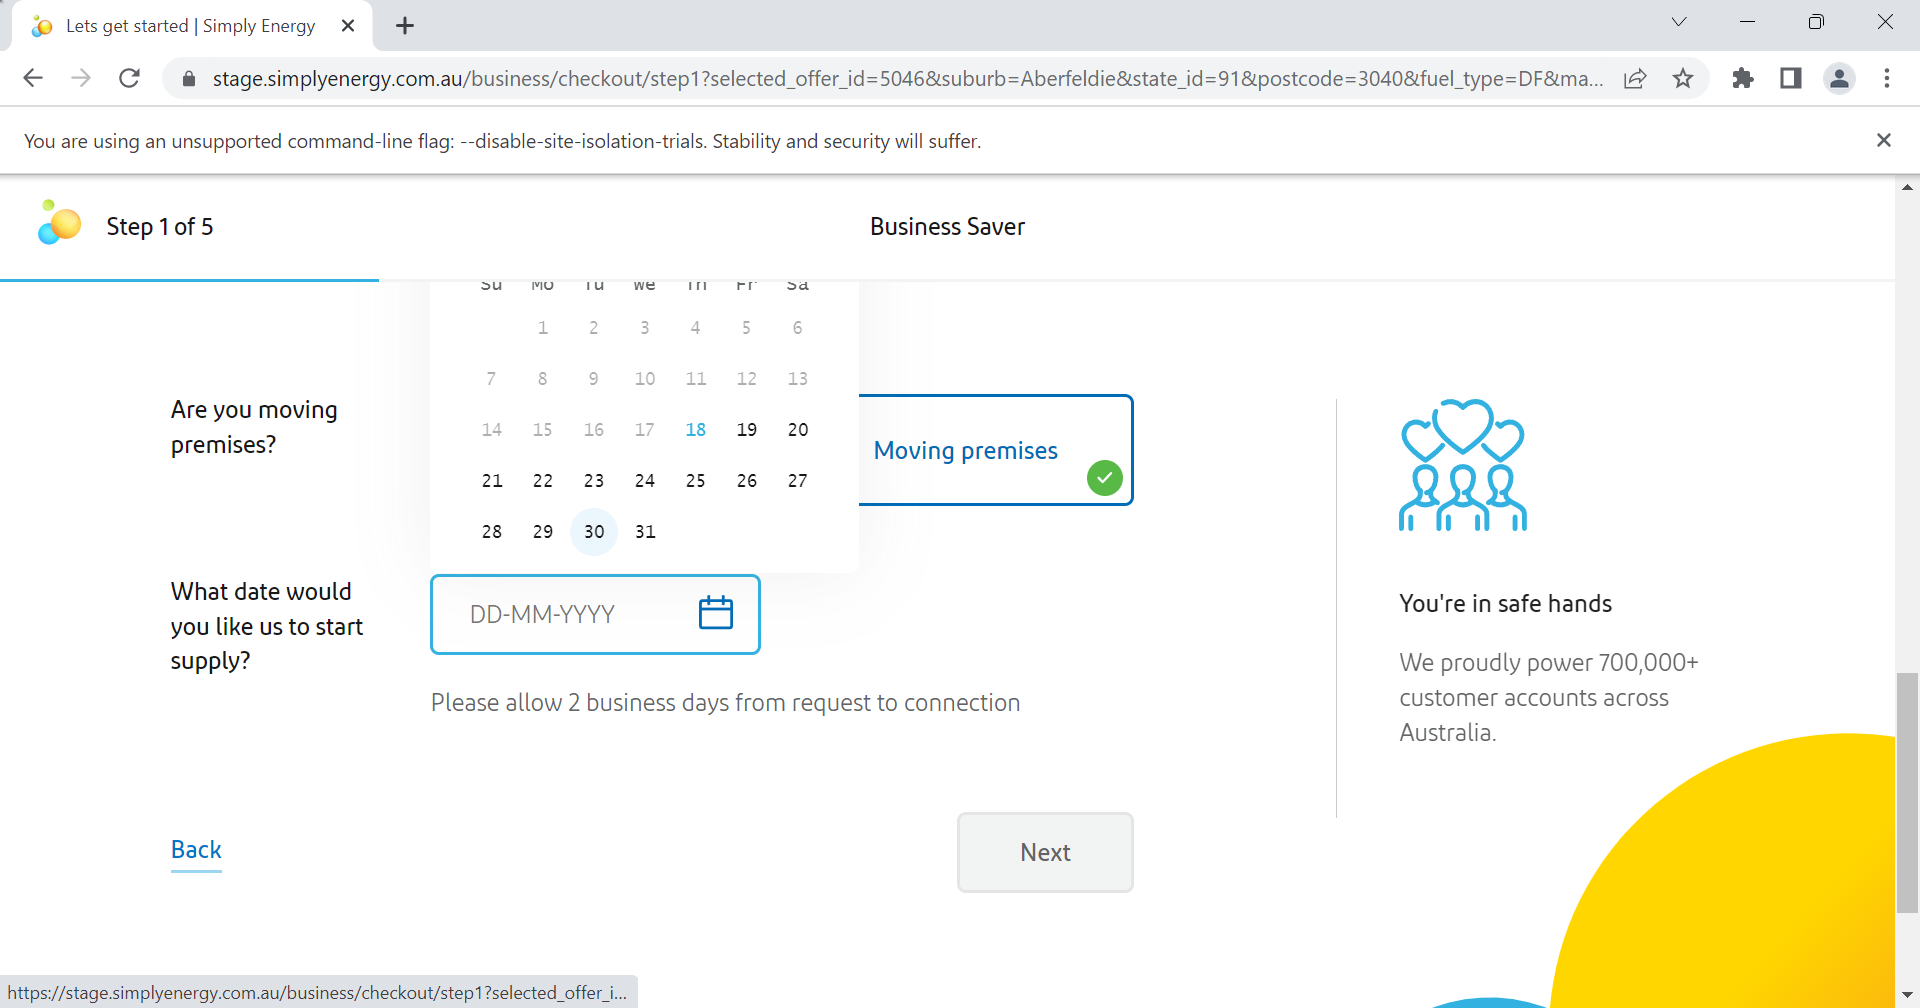 Lets get started | Simply Energy
stage.simplyenergy.com.au/business/checkout/step1?selected_offer_id=5046&suburb=Aberfeldie&state_id=91&postcode=3040&fuel_type=DF&ma...
You are using an unsupported command-line flag: --disable-site-isolation-trials. Stability and security will suffer.
Step 1 of 5
Business Saver
Su Mo Tu We Th Fr Sa
1 2 3 4 5 6
7 8 9 10 11 12 13
14 15 16 17 18 19 20
21 22 23 24 25 26 27
28 29 30 31
Are you moving
premises?
Moving premises
What date would
you like us to start
supply?
DD-MM-YYYY
Please allow 2 business days from request to connection
You're in safe hands
We proudly power 700,000+
customer accounts across
Australia.
Back
Next
https://stage.simplyenergy.com.au/business/checkout/step1?selected_offer_i...